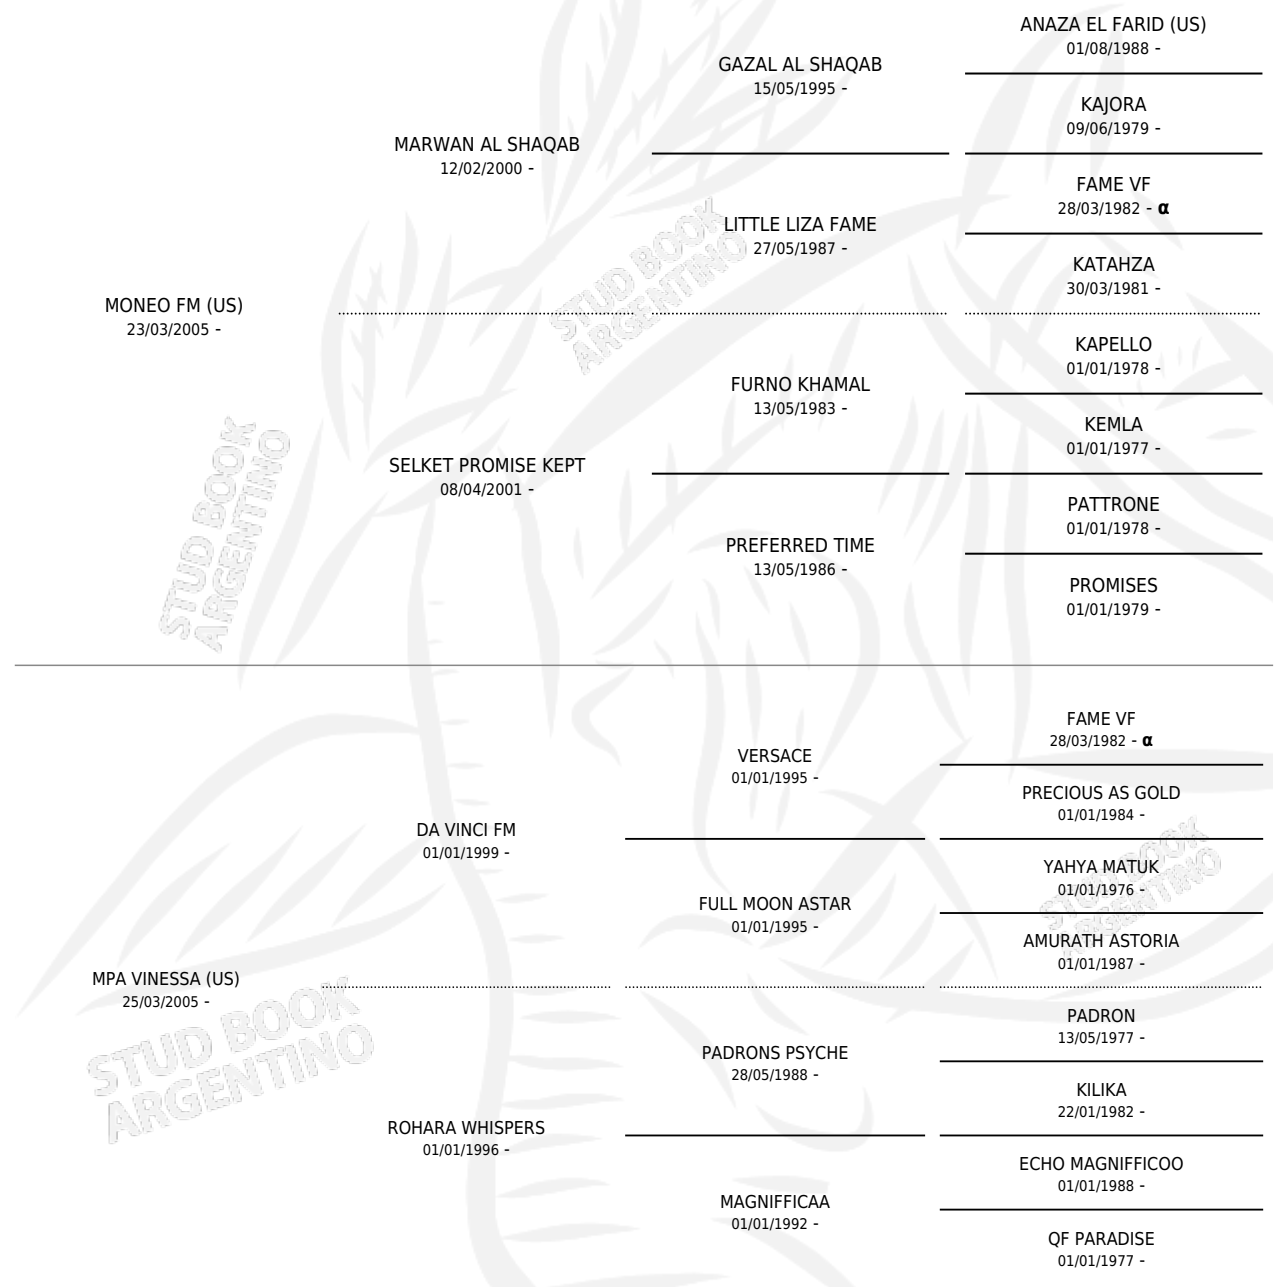 ANAZA EL FARID (US)
01/08/1988 -
GAZAL AL SHAQAB
15/05/1995 -
KAJORA
09/06/1979 -
MARWAN AL SHAQAB
12/02/2000 -
FAME VF
28/03/1982 - α
LITTLE LIZA FAME
27/05/1987 -
KATAHZA
30/03/1981 -
MONEO FM (US)
23/03/2005 -
KAPELLO
01/01/1978 -
FURNO KHAMAL
13/05/1983 -
KEMLA
01/01/1977 -
SELKET PROMISE KEPT
08/04/2001 -
PATTRONE
01/01/1978 -
PREFERRED TIME
13/05/1986 -
PROMISES
01/01/1979 -
STUD BOOK
ARGENTINO
STUD BOOK
ARGENTINO
FAME VF
28/03/1982 - α
VERSACE
01/01/1995 -
PRECIOUS AS GOLD
01/01/1984 -
DA VINCI FM
01/01/1999 -
YAHYA MATUK
01/01/1976 -
FULL MOON ASTAR
01/01/1995 -
AMURATH ASTORIA
01/01/1987 -
MPA VINESSA (US)
25/03/2005 -
PADRON
13/05/1977 -
PADRONS PSYCHE
28/05/1988 -
KILIKA
22/01/1982 -
ROHARA WHISPERS
01/01/1996 -
ECHO MAGNIFFICOO
01/01/1988 -
MAGNIFFICAA
01/01/1992 -
QF PARADISE
01/01/1977 -
STUD BOOK
ARGENTINO
STUD BOOK
ARGENTINO